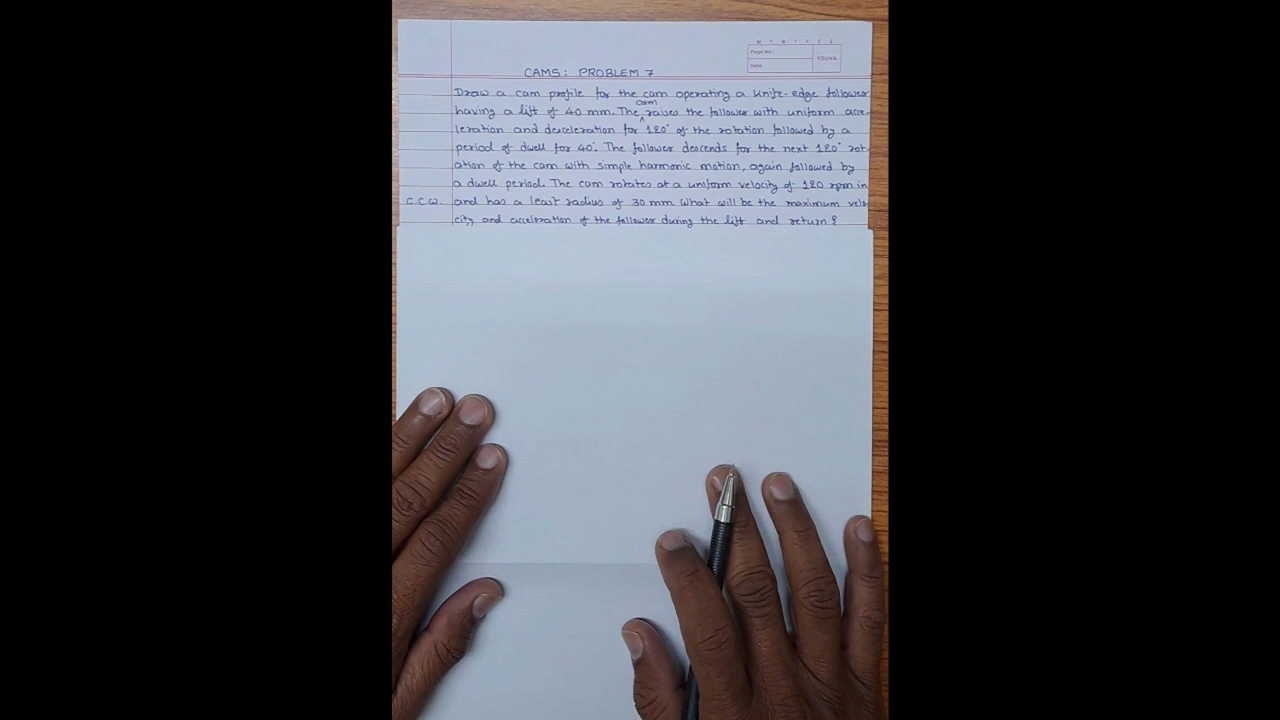 M T W T F S S
Page No.:
Date:
YOUVA
CAMS: PROBLEM 7
Draw a cam profile for the cam operating a knife-edge follower
having a lift of 40 mm. The cam raises the follower with uniform acce-
leration and desceleration for 120° of the rotation followed by a
period of dwell for 40°. The follower descends for the next 120° rot-
ation of the cam with simple harmonic motion, again followed by
a dwell period. The cam rotates at a uniform velocity of 120 rpm in
C.C.W. and has a least radius of 30 mm. What will be the maximum velo-
city and acceleration of the follower during the lift and return?